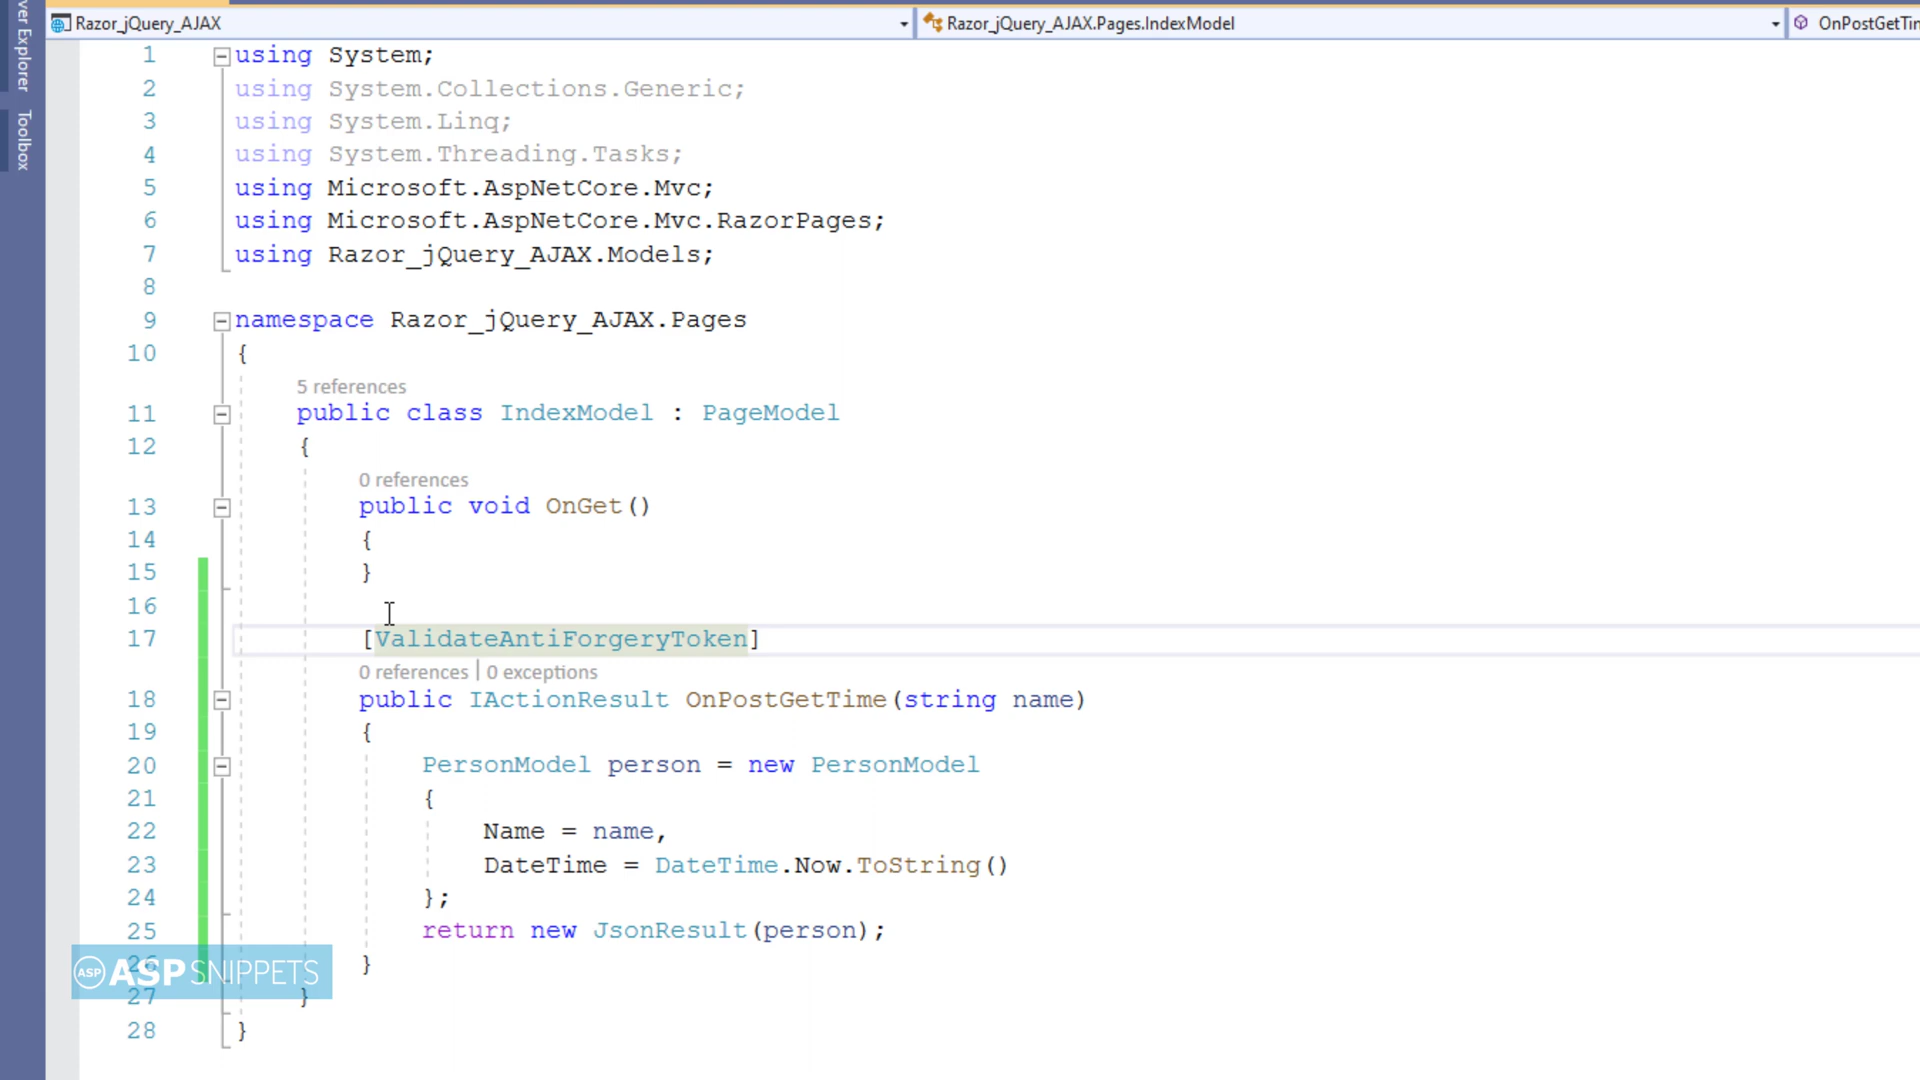 ver Explorer
Toolbox
Razor_jQuery_AJAX
Razor_jQuery_AJAX.Pages.IndexModel
OnPostGetTim
1 using System;
2 using System.Collections.Generic;
3 using System.Linq;
4 using System.Threading.Tasks;
5 using Microsoft.AspNetCore.Mvc;
6 using Microsoft.AspNetCore.Mvc.RazorPages;
7 using Razor_jQuery_AJAX.Models;
8
9 namespace Razor_jQuery_AJAX.Pages
10 {
5 references
11 public class IndexModel : PageModel
12 {
0 references
13 public void OnGet()
14 {
15 }
16
17 [ValidateAntiForgeryToken]
0 references | 0 exceptions
18 public IActionResult OnPostGetTime(string name)
19 {
20 PersonModel person = new PersonModel
21 {
22 Name = name,
23 DateTime = DateTime.Now.ToString()
24 };
25 return new JsonResult(person);
26 }
ASP ASPSNIPPETS
27 }
28 }